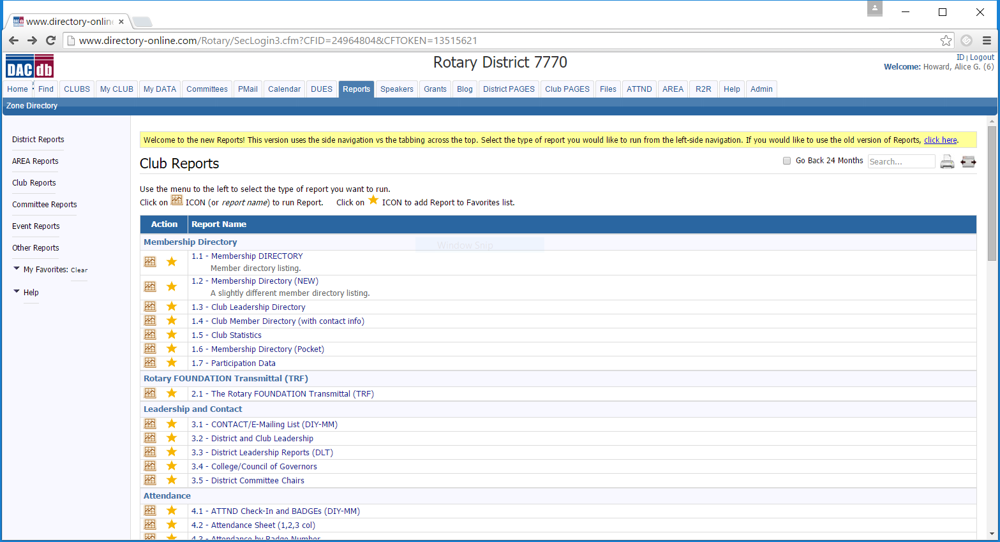 www.directory-online
www.directory-online.com/Rotary/SecLogin3.cfm?CFID=24964804&CFTOKEN=13515621
DACdb
Rotary District 7770
ID | Logout
Welcome: Howard, Alice G. (6)
Home Find CLUBS My CLUB My DATA Committees PMail Calendar DUES Reports Speakers Grants Blog District PAGES Club PAGES Files ATTND AREA R2R Help Admin
Zone Directory
District Reports
AREA Reports
Club Reports
Committee Reports
Event Reports
Other Reports
My Favorites: Clear
Help
Welcome to the new Reports! This version uses the side navigation vs the tabbing across the top. Select the type of report you would like to run from the left-side navigation. If you would like to use the old version of Reports, click here.
Club Reports
Go Back 24 Months Search...
Use the menu to the left to select the type of report you want to run.
Click on ICON (or report name) to run Report. Click on ICON to add Report to Favorites list.
Action Report Name
Membership Directory
Window Snip
1.1 - Membership DIRECTORY
Member directory listing.
1.2 - Membership Directory (NEW)
A slightly different member directory listing.
1.3 - Club Leadership Directory
1.4 - Club Member Directory (with contact info)
1.5 - Club Statistics
1.6 - Membership Directory (Pocket)
1.7 - Participation Data
Rotary FOUNDATION Transmittal (TRF)
2.1 - The Rotary FOUNDATION Transmittal (TRF)
Leadership and Contact
3.1 - CONTACT/E-Mailing List (DIY-MM)
3.2 - District and Club Leadership
3.3 - District Leadership Reports (DLT)
3.4 - College/Council of Governors
3.5 - District Committee Chairs
Attendance
4.1 - ATTND Check-In and BADGEs (DIY-MM)
4.2 - Attendance Sheet (1,2,3 col)
4.3 - Attendance by Badge Number